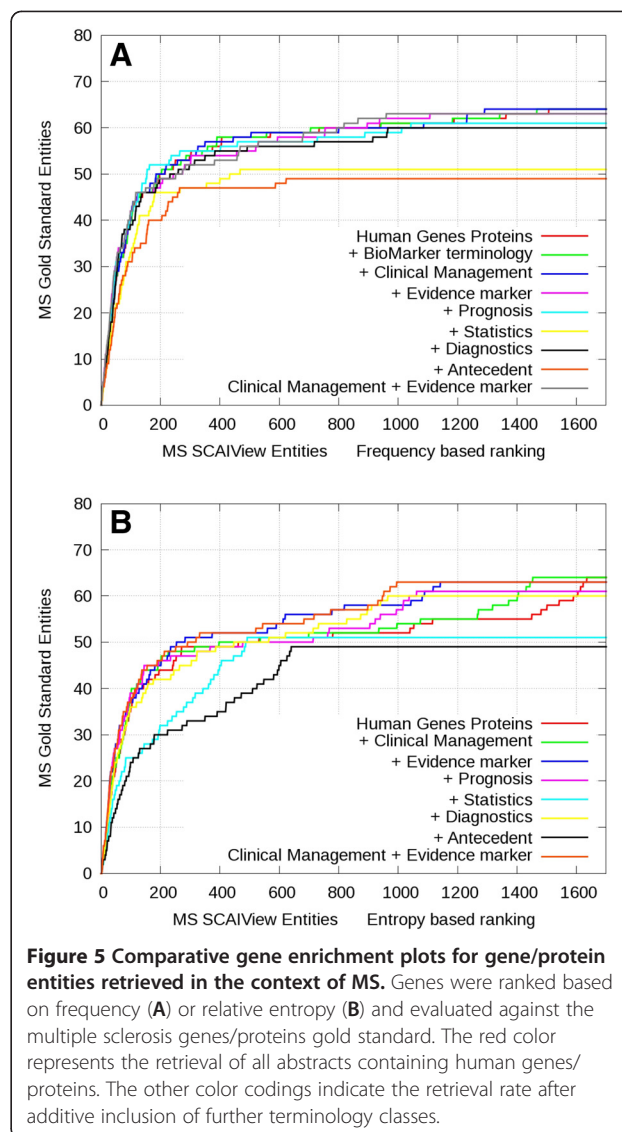 A
80
70
60
50
40
30
20
10
0
MS Gold Standard Entities
Human Genes Proteins
+ BioMarker terminology
+ Clinical Management
+ Evidence marker
+ Prognosis
+ Statistics
+ Diagnostics
+ Antecedent
Clinical Management + Evidence marker
0 200 400 600 800 1000 1200 1400 1600
MS SCAIView Entities Frequency based ranking
B
80
70
60
50
40
30
20
10
0
MS Gold Standard Entities
Human Genes Proteins
+ Clinical Management
+ Evidence marker
+ Prognosis
+ Statistics
+ Diagnostics
+ Antecedent
Clinical Management + Evidence marker
0 200 400 600 800 1000 1200 1400 1600
MS SCAIView Entities Entropy based ranking
Figure 5 Comparative gene enrichment plots for gene/protein
entities retrieved in the context of MS. Genes were ranked based
on frequency (A) or relative entropy (B) and evaluated against the
multiple sclerosis genes/proteins gold standard. The red color
represents the retrieval of all abstracts containing human genes/
proteins. The other color codings indicate the retrieval rate after
additive inclusion of further terminology classes.